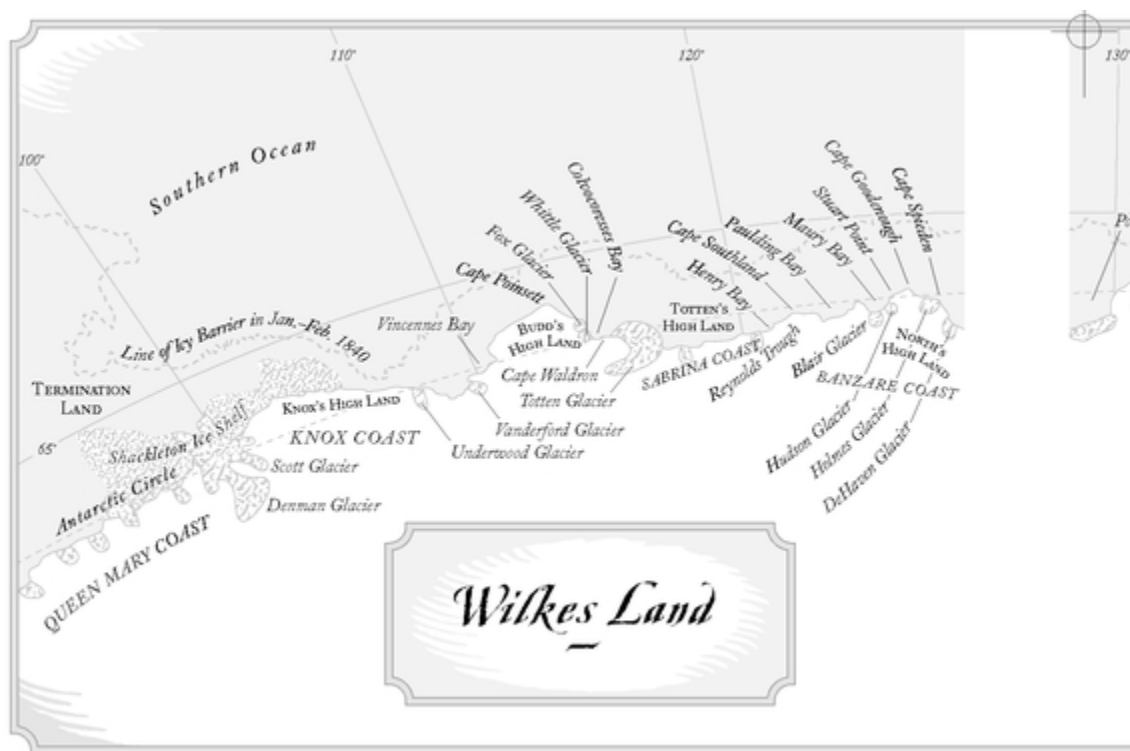 110°
120°
130°
100°
Southern Ocean
Colvocoresses Bay
Whittle Glacier
Fox Glacier
Cape Poinsett
Cape Goodenough
Cape Spieden
Stuart Point
Maury Bay
Paulding Bay
Cape Southland
Henry Bay
Vincennes Bay
Budd's
High Land
Totten's
High Land
Line of Icy Barrier in Jan.–Feb. 1840
Termination
Land
Knox's High Land
KNOX COAST
Cape Waldron
Totten Glacier
Vanderford Glacier
Underwood Glacier
SABRINA COAST
Reynolds Trough
Blair Glacier
North's
High Land
BANZARE COAST
Hudson Glacier
Holmes Glacier
DeHaven Glacier
65°
Shackleton Ice Shelf
Antarctic Circle
Scott Glacier
Denman Glacier
QUEEN MARY COAST
Wilkes Land